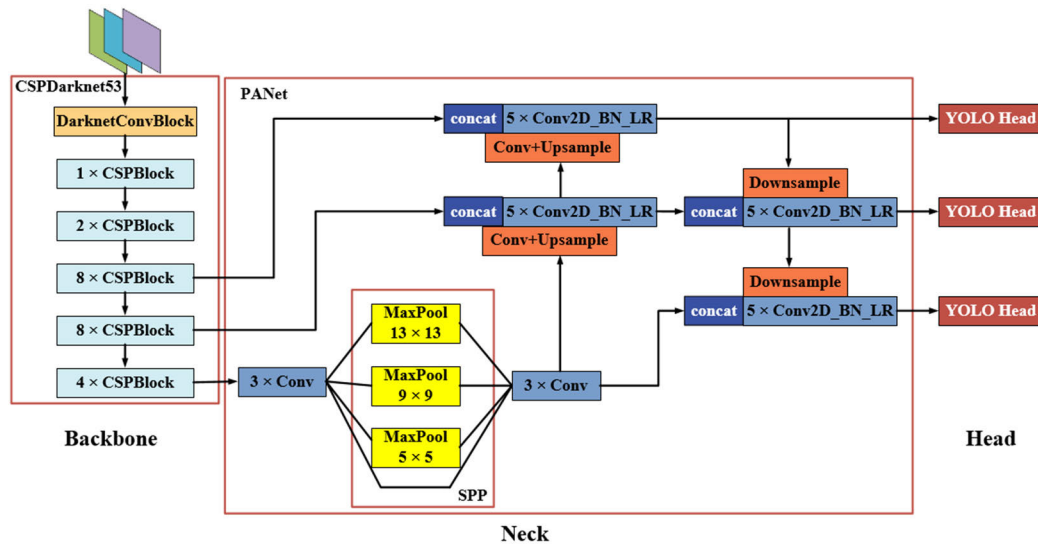 CSPDarknet53
DarknetConvBlock
1 × CSPBlock
2 × CSPBlock
8 × CSPBlock
8 × CSPBlock
4 × CSPBlock
Backbone
PANet
concat 5 × Conv2D_BN_LR
Conv+Upsample
concat 5 × Conv2D_BN_LR
Conv+Upsample
3 × Conv
MaxPool
13 × 13
MaxPool
9 × 9
MaxPool
5 × 5
SPP
3 × Conv
Downsample
concat 5 × Conv2D_BN_LR
Downsample
concat 5 × Conv2D_BN_LR
Neck
YOLO Head
YOLO Head
YOLO Head
Head